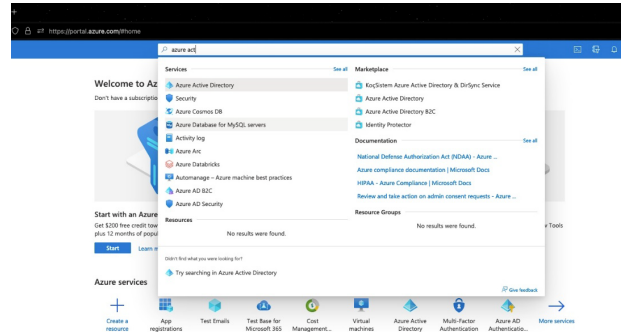 https://portal.azure.com/#home
azure act
Services
See all
Azure Active Directory
Security
Azure Cosmos DB
Azure Database for MySQL servers
Activity log
Azure Arc
Azure Databricks
Automanage – Azure machine best practices
Azure AD B2C
Azure AD Security
Resources
No results were found.
Marketplace
See all
KoçSistem Azure Active Directory & DirSync Service
Azure Active Directory
Azure Active Directory B2C
Identity Protector
Documentation
See all
National Defense Authorization Act (NDAA) - Azure ...
Azure compliance documentation | Microsoft Docs
HIPAA - Azure Compliance | Microsoft Docs
Review and take action on admin consent requests - Azure ...
Resource Groups
No results were found.
Didn't find what you were looking for?
Try searching in Azure Active Directory
Give feedback
Welcome to Az
Don't have a subscriptio
Start with an Azure
Get $200 free credit tow
plus 12 months of popul
Start
Learn m
Tools
Azure services
Create a
resource
App
registrations
Test Emails
Test Base for
Microsoft 365
Cost
Management...
Virtual
machines
Azure Active
Directory
Multi-Factor
Authentication
Azure AD
Authenticatio...
More services